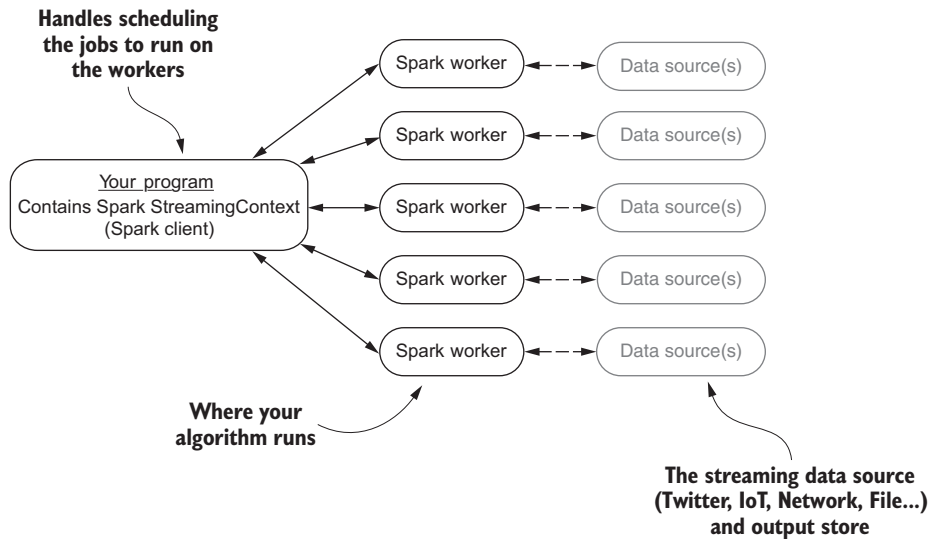 Handles scheduling
the jobs to run on
the workers
Spark worker
Data source(s)
Spark worker
Data source(s)
Your program
Contains Spark StreamingContext
(Spark client)
Spark worker
Data source(s)
Spark worker
Data source(s)
Spark worker
Data source(s)
Where your
algorithm runs
The streaming data source
(Twitter, IoT, Network, File...)
and output store